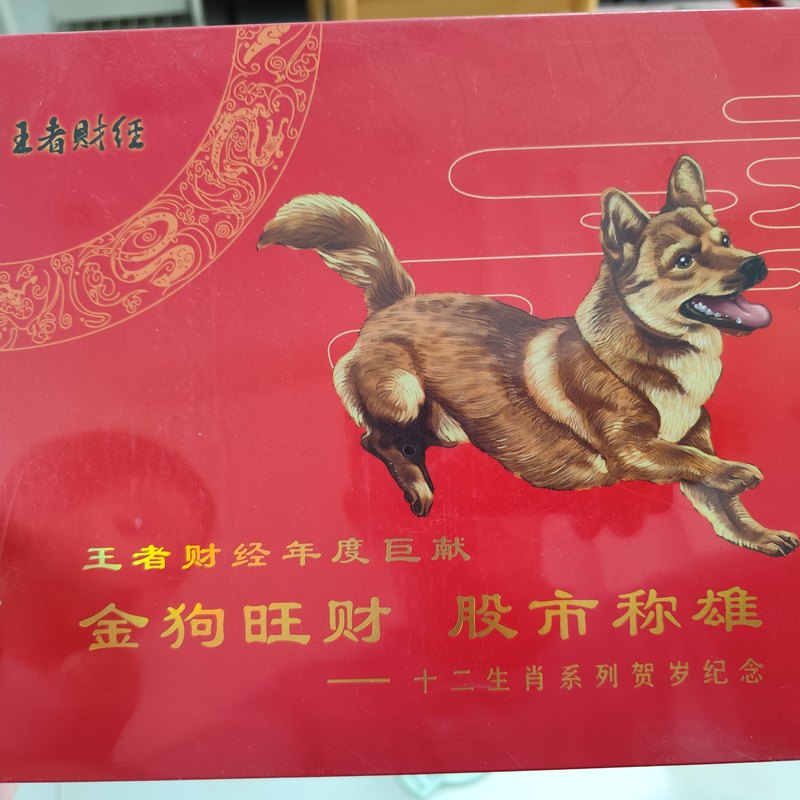 王者财经
王者财经年度巨献
金狗旺财 股市称雄
——十二生肖系列贺岁纪念